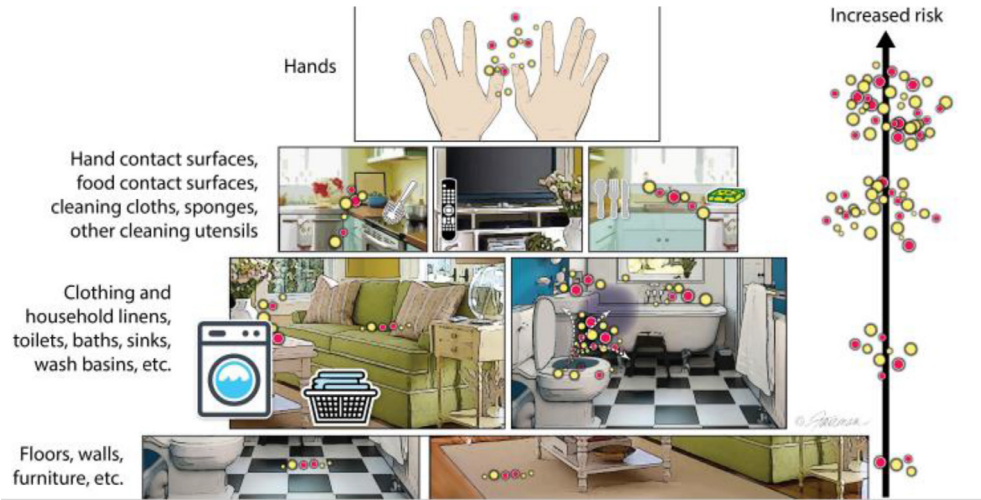 Increased risk
Hands
Hand contact surfaces,
food contact surfaces,
cleaning cloths, sponges,
other cleaning utensils
Clothing and
household linens,
toilets, baths, sinks,
wash basins, etc.
Floors, walls,
furniture, etc.